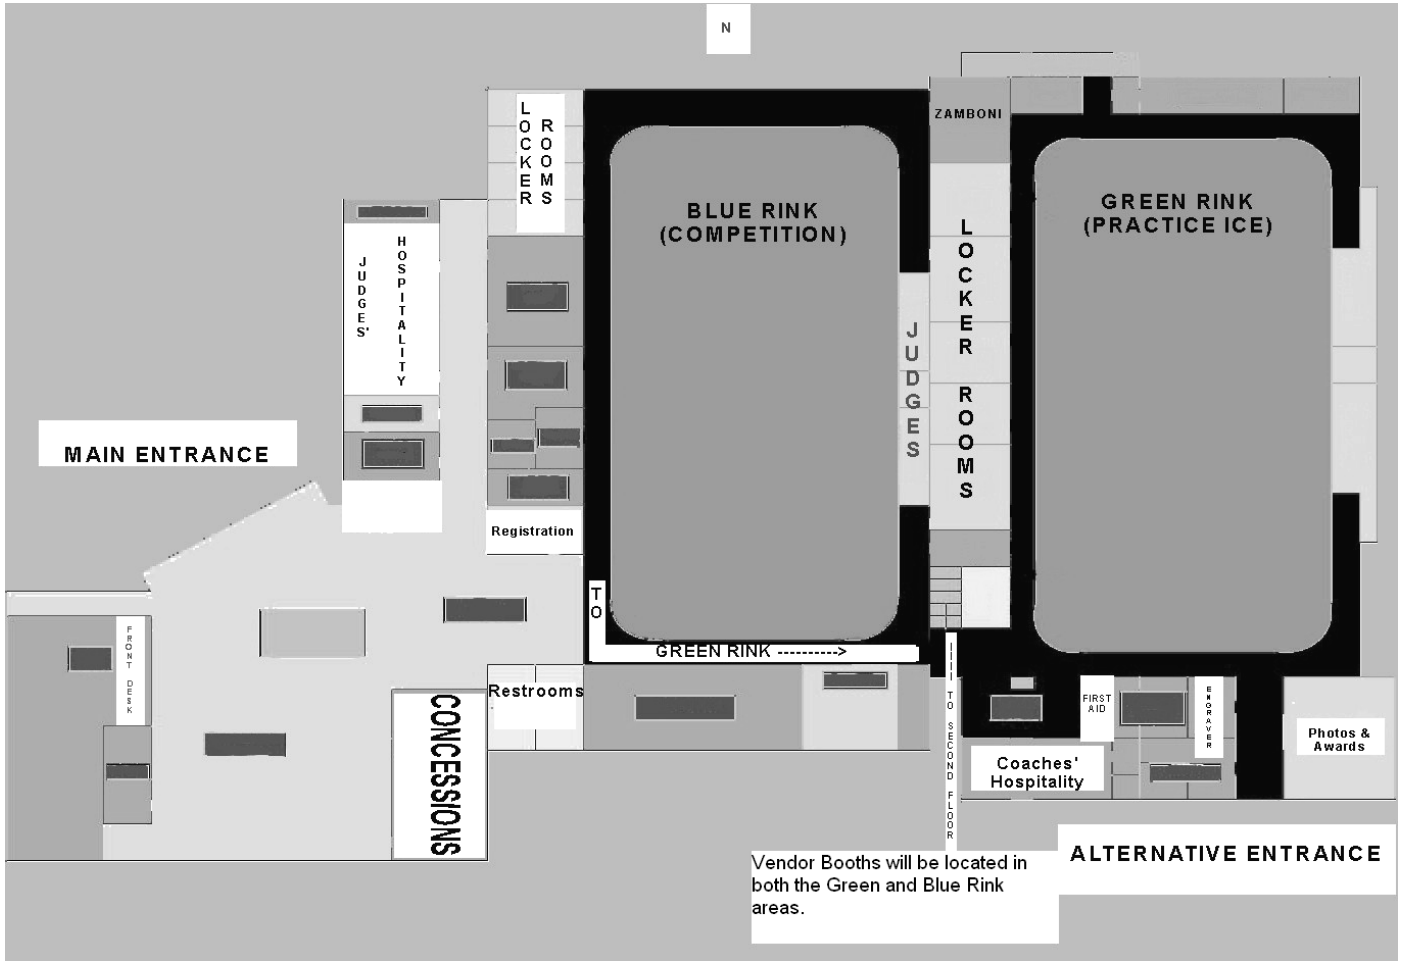 N
ZAMBONI
LOCKER
ROOMS
BLUE RINK
(COMPETITION)
GREEN RINK
(PRACTICE ICE)
LOCKER ROOMS
JUDGES'
HOSPITALITY
JUDGES
MAIN ENTRANCE
Registration
TO
GREEN RINK ---------->
FRONT DESK
Restrooms
CONCESSIONS
IIII TO SECOND FLOOR
FIRST
AID
ENGRAVER
Photos &
Awards
Coaches'
Hospitality
ALTERNATIVE ENTRANCE
Vendor Booths will be located in
both the Green and Blue Rink
areas.